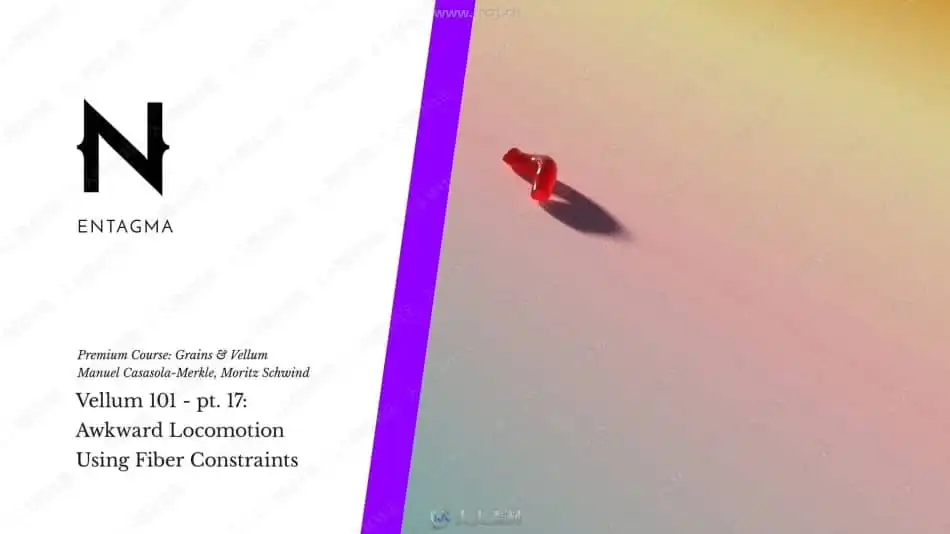 ENTAGMA
Premium Course: Grains & Vellum
Manuel Casasola-Merkle, Moritz Schwind
Vellum 101 - pt. 17:
Awkward Locomotion
Using Fiber Constraints